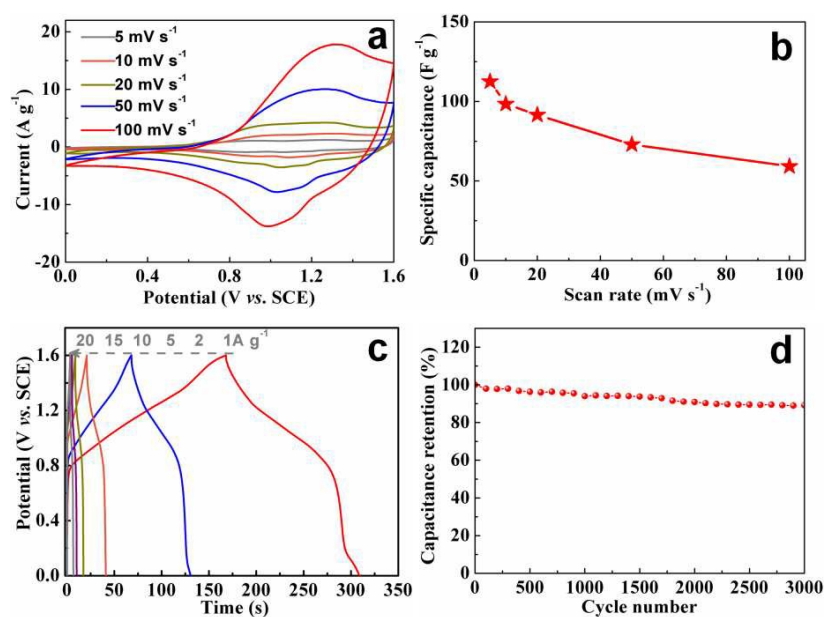 a
5 mV s⁻¹
10 mV s⁻¹
20 mV s⁻¹
50 mV s⁻¹
100 mV s⁻¹
20
10
0
-10
-20
Current (A g⁻¹)
0.0 0.4 0.8 1.2 1.6
Potential (V vs. SCE)
b
150
100
50
0
Specific capacitance (F g⁻¹)
0 20 40 60 80 100
Scan rate (mV s⁻¹)
c
20 15 10 5 2 1A g⁻¹
1.6
1.2
0.8
0.4
0.0
Potential (V vs. SCE)
0 50 100 150 200 250 300 350
Time (s)
d
120
100
80
60
40
20
0
Capacitance retention (%)
0 500 1000 1500 2000 2500 3000
Cycle number